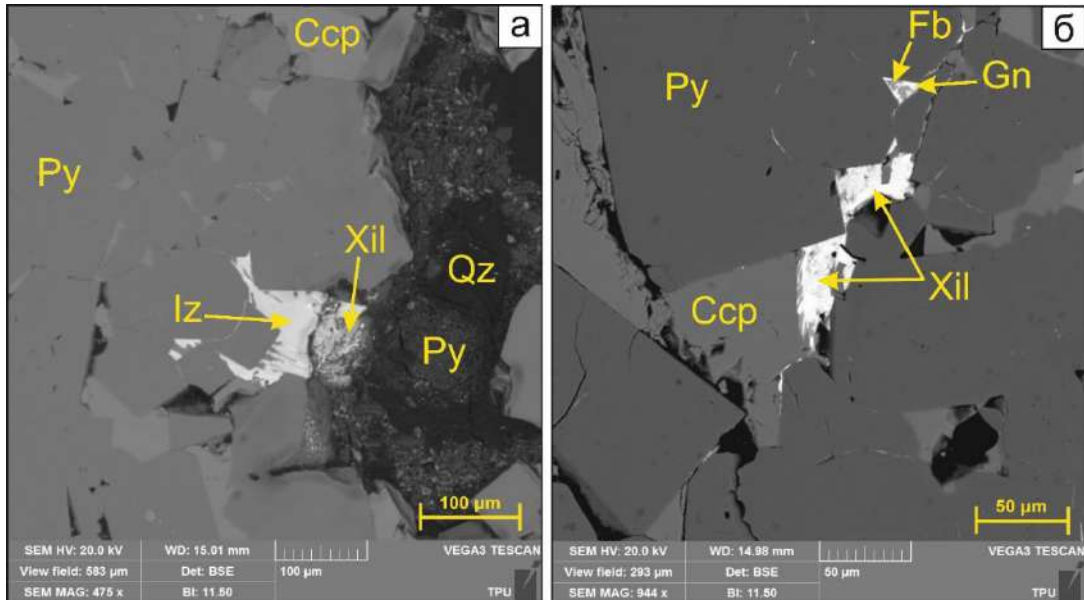 а
Ccp
Py
Xil
Qz
Iz
Py
100 µm
SEM HV: 20.0 kV
WD: 15.01 mm
VEGA3 TESCAN
View field: 583 µm
Det: BSE
100 µm
SEM MAG: 475 x
BI: 11.50
TPU
б
Fb
Gn
Py
Xil
Ccp
50 µm
SEM HV: 20.0 kV
WD: 14.98 mm
VEGA3 TESCAN
View field: 293 µm
Det: BSE
50 µm
SEM MAG: 944 x
BI: 11.50
TPU